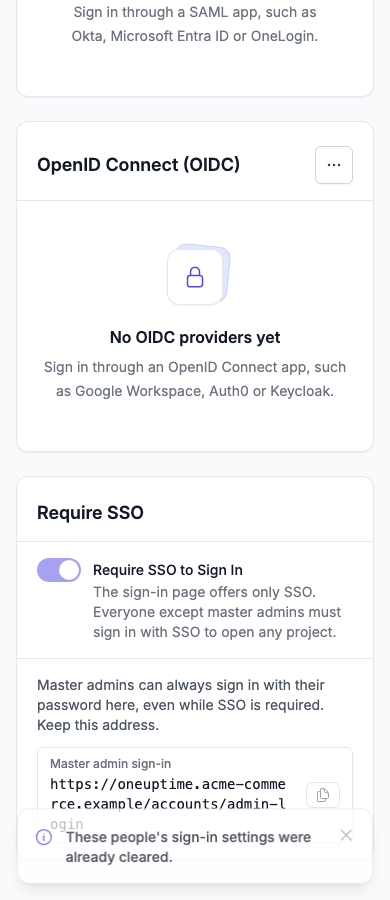 Sign in through a SAML app, such as
Okta, Microsoft Entra ID or OneLogin.
OpenID Connect (OIDC)
No OIDC providers yet
Sign in through an OpenID Connect app, such
as Google Workspace, Auth0 or Keycloak.
Require SSO
Require SSO to Sign In
The sign-in page offers only SSO.
Everyone except master admins must
sign in with SSO to open any project.
Master admins can always sign in with their
password here, even while SSO is required.
Keep this address.
Master admin sign-in
https://oneuptime.acme-comme
rce.example/accounts/admin-l
ogin
These people's sign-in settings were
already cleared.